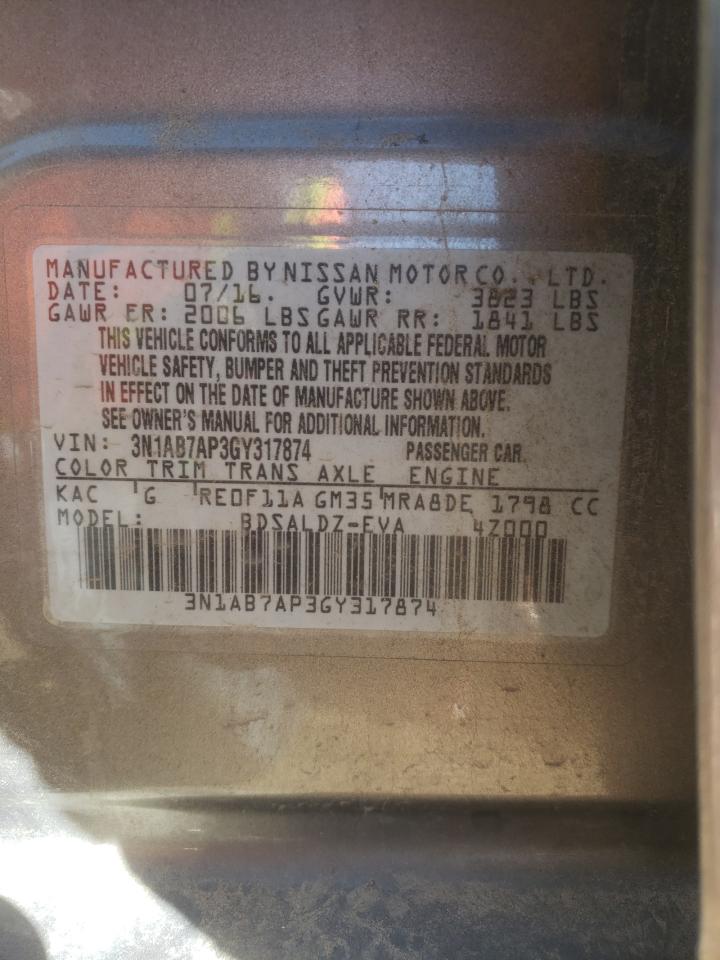 MANUFACTURED BY NISSAN MOTOR CO., LTD.
DATE: 07/16. GVWR: 3823 LBS
GAWR FR: 2006 LBS GAWR RR: 1841 LBS
THIS VEHICLE CONFORMS TO ALL APPLICABLE FEDERAL MOTOR
VEHICLE SAFETY, BUMPER AND THEFT PREVENTION STANDARDS
IN EFFECT ON THE DATE OF MANUFACTURE SHOWN ABOVE.
SEE OWNER'S MANUAL FOR ADDITIONAL INFORMATION.
VIN: 3N1AB7AP3GY317874 PASSENGER CAR
COLOR TRIM TRANS AXLE ENGINE
KAC G RE0F11A GM35 MRA8DE 1798 CC
MODEL: BDSALDZ-EVA 4Z000
3N1AB7AP3GY317874